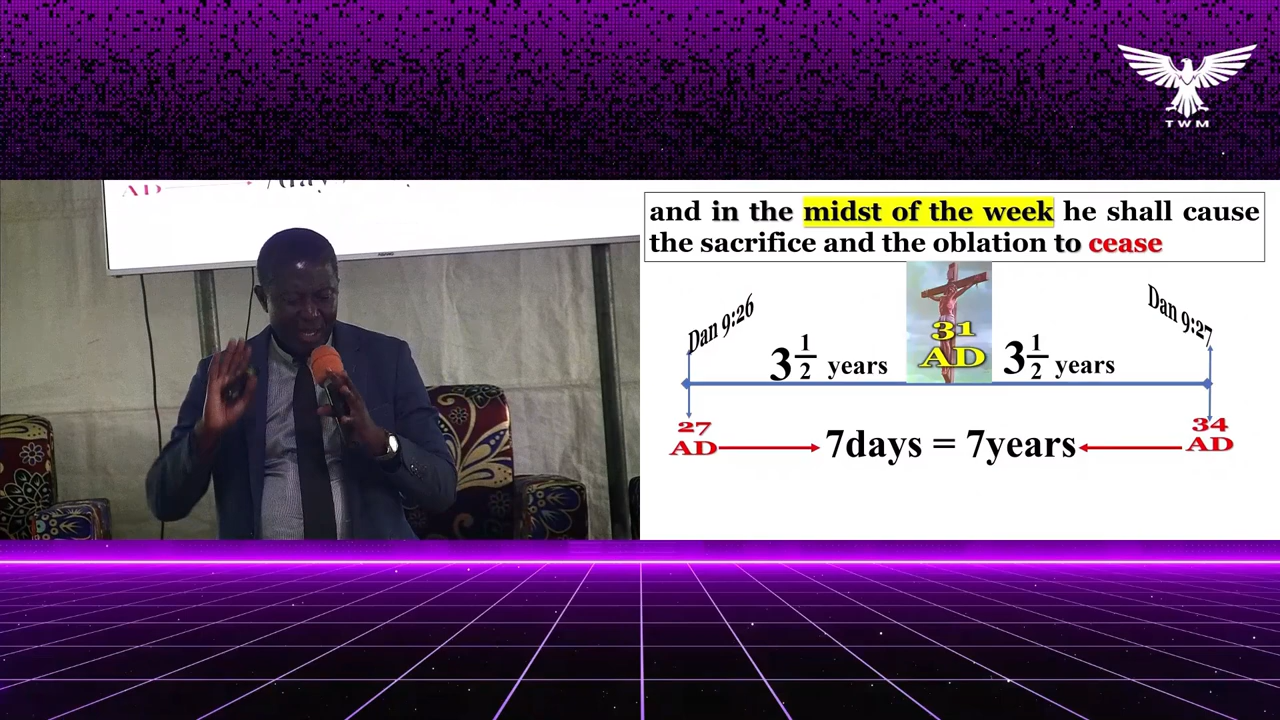 TWM
AD
and in the midst of the week he shall cause
the sacrifice and the oblation to cease
Dan 9:26
Dan 9:27
3 1/2 years
31
AD
3 1/2 years
27
AD
7days = 7years
34
AD